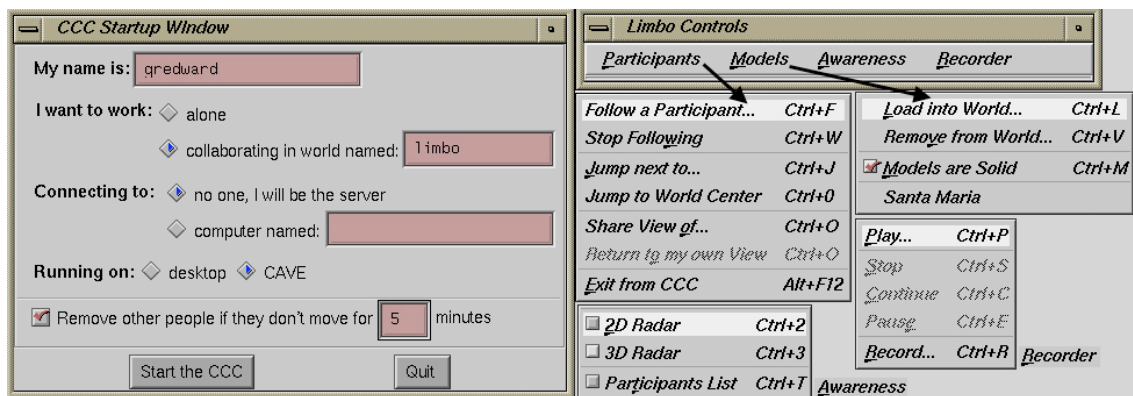 CCC Startup Window
My name is: qredward
I want to work: alone
collaborating in world named: limbo
Connecting to: no one, I will be the server
computer named:
Running on: desktop CAVE
Remove other people if they don't move for 5 minutes
Start the CCC Quit
Limbo Controls
Participants Models Awareness Recorder
Follow a Participant... Ctrl+F
Stop Following Ctrl+W
Jump next to... Ctrl+J
Jump to World Center Ctrl+0
Share View of... Ctrl+O
Return to my own View Ctrl+O
Exit from CCC Alt+F12
Load into World... Ctrl+L
Remove from World... Ctrl+V
Models are Solid Ctrl+M
Santa Maria
Play... Ctrl+P
Stop Ctrl+S
Continue Ctrl+C
Pause Ctrl+E
Record... Ctrl+R
Recorder
2D Radar Ctrl+2
3D Radar Ctrl+3
Participants List Ctrl+T
Awareness